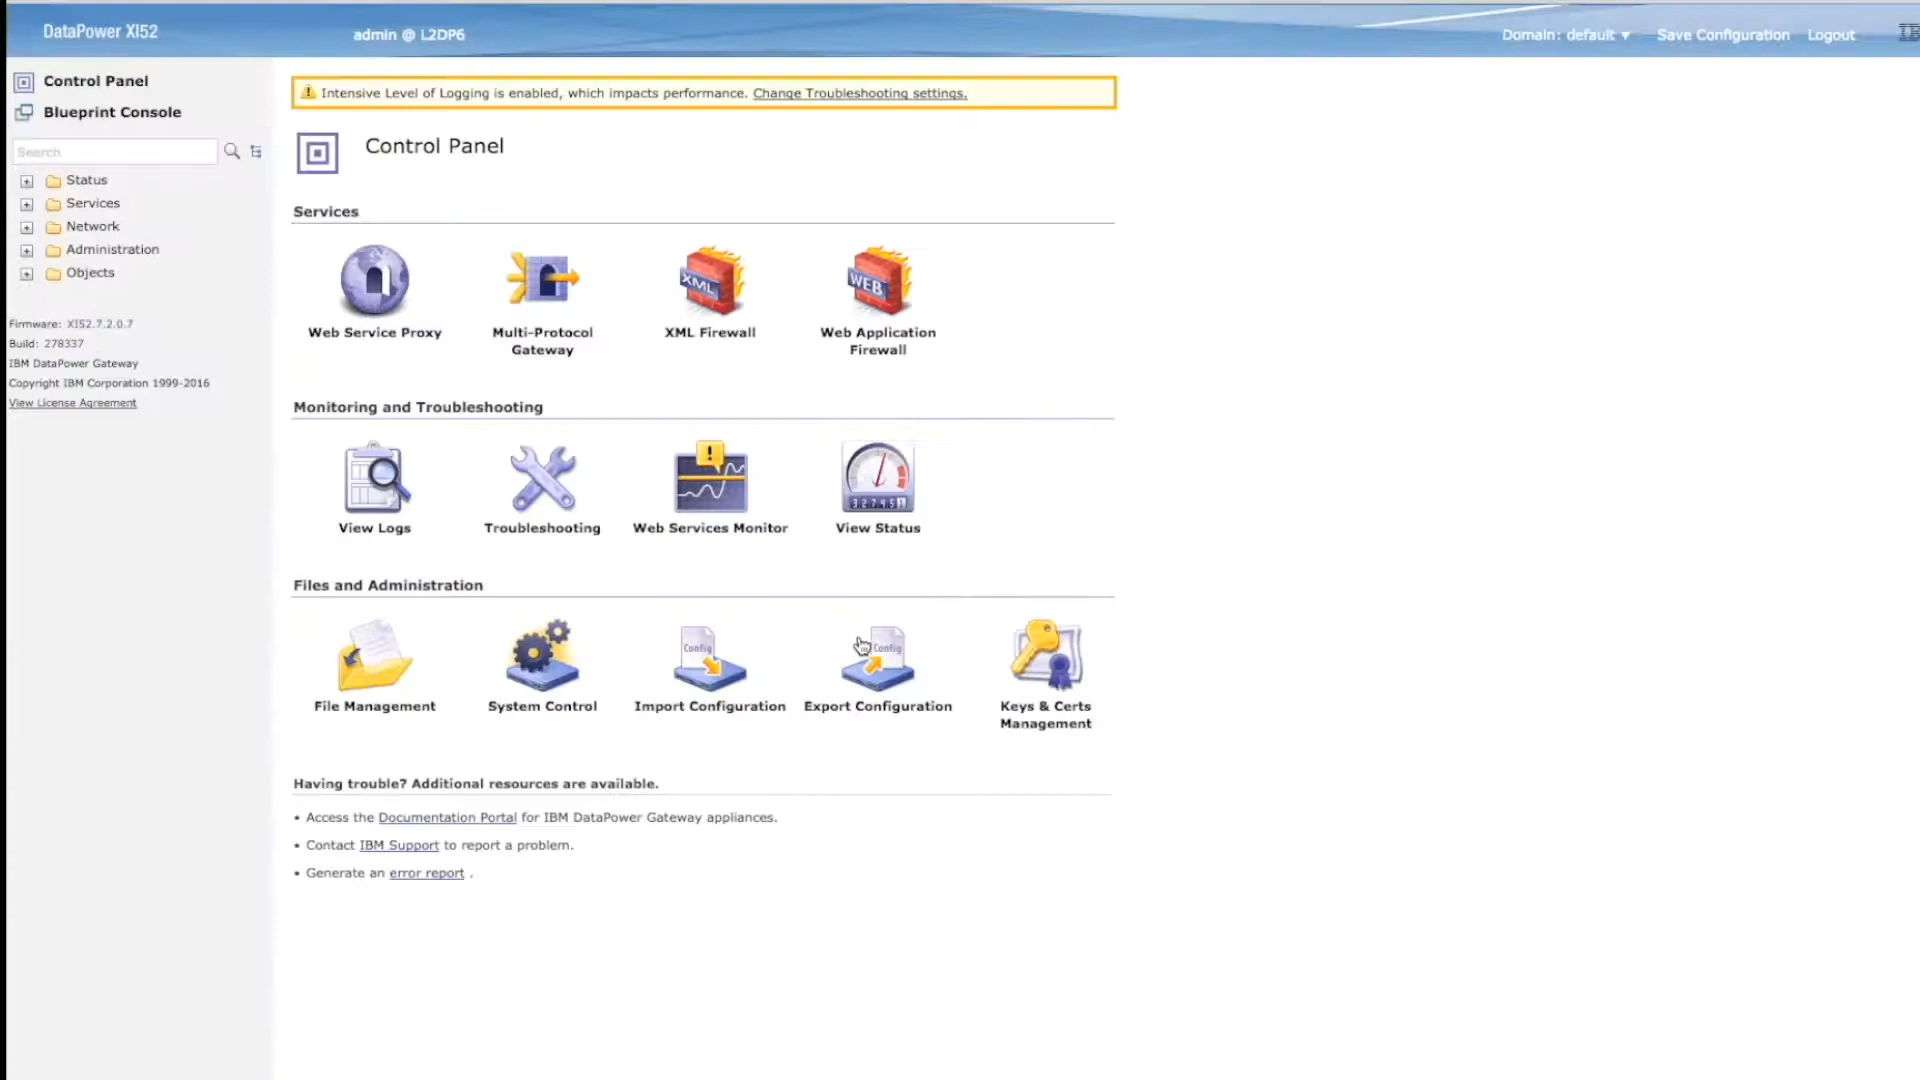 DataPower XI52
admin @ L2DP6
Domain: default ▼ Save Configuration Logout
Control Panel
Blueprint Console
Search
Status
Services
Network
Administration
Objects
Firmware: XI52.7.2.0.7
Build: 278337
IBM DataPower Gateway
Copyright IBM Corporation 1999-2016
View License Agreement
Intensive Level of Logging is enabled, which impacts performance. Change Troubleshooting settings.
Control Panel
Services
XML
WEB
Web Service Proxy
Multi-Protocol
Gateway
XML Firewall
Web Application
Firewall
Monitoring and Troubleshooting
View Logs
Troubleshooting
Web Services Monitor
View Status
Files and Administration
Config
Config
File Management
System Control
Import Configuration
Export Configuration
Keys & Certs
Management
Having trouble? Additional resources are available.
• Access the Documentation Portal for IBM DataPower Gateway appliances.
• Contact IBM Support to report a problem.
• Generate an error report .